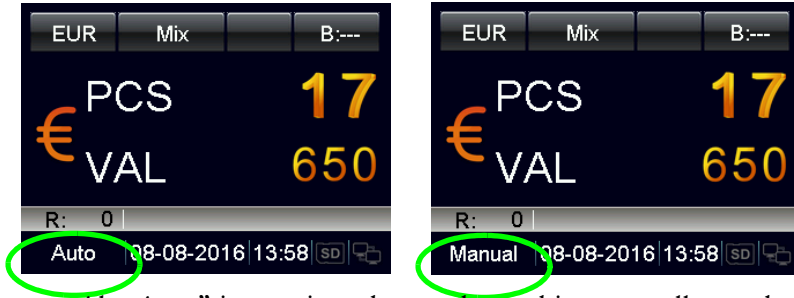 EUR Mix B:---
PCS 17
€
VAL 650
R: 0
Auto 08-08-2016 13:58 SD
EUR Mix B:---
PCS 17
€
VAL 650
R: 0
Manual 08-08-2016 13:58 SD